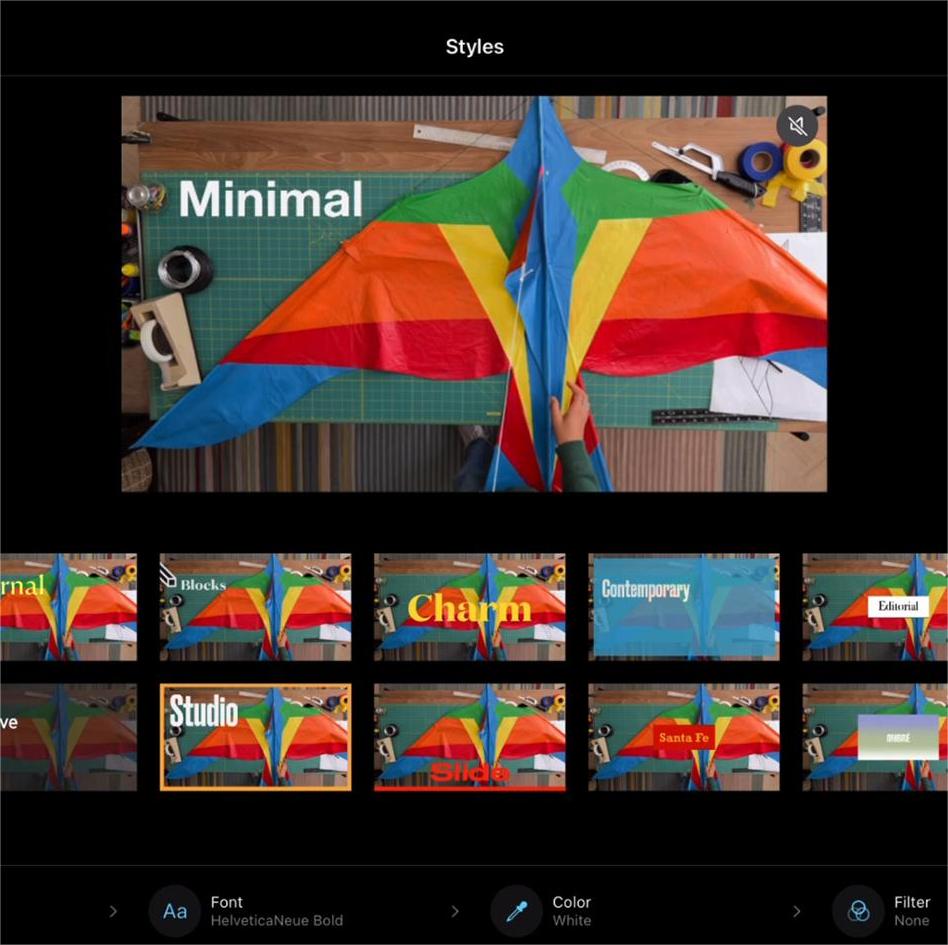 Styles
Minimal
rnal
Blocks
Charm
Contemporary
Editorial
ve
Studio
Slide
Santa Fe
OMBRÉ
Font
HelveticaNeue Bold
Color
White
Filter
None
Aa